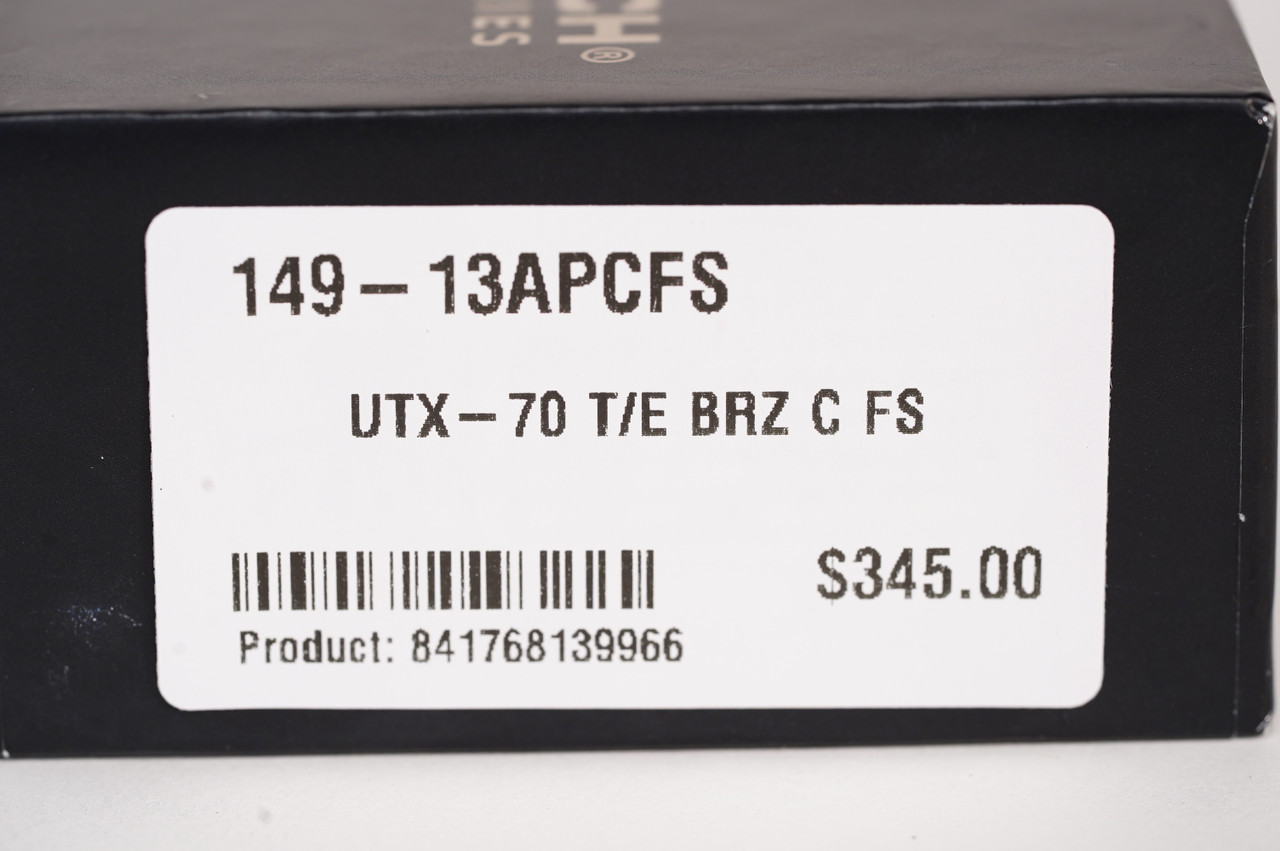 149-13APCFS
UTX-70 T/E BRZ C FS
$345.00
Product: 841768139966